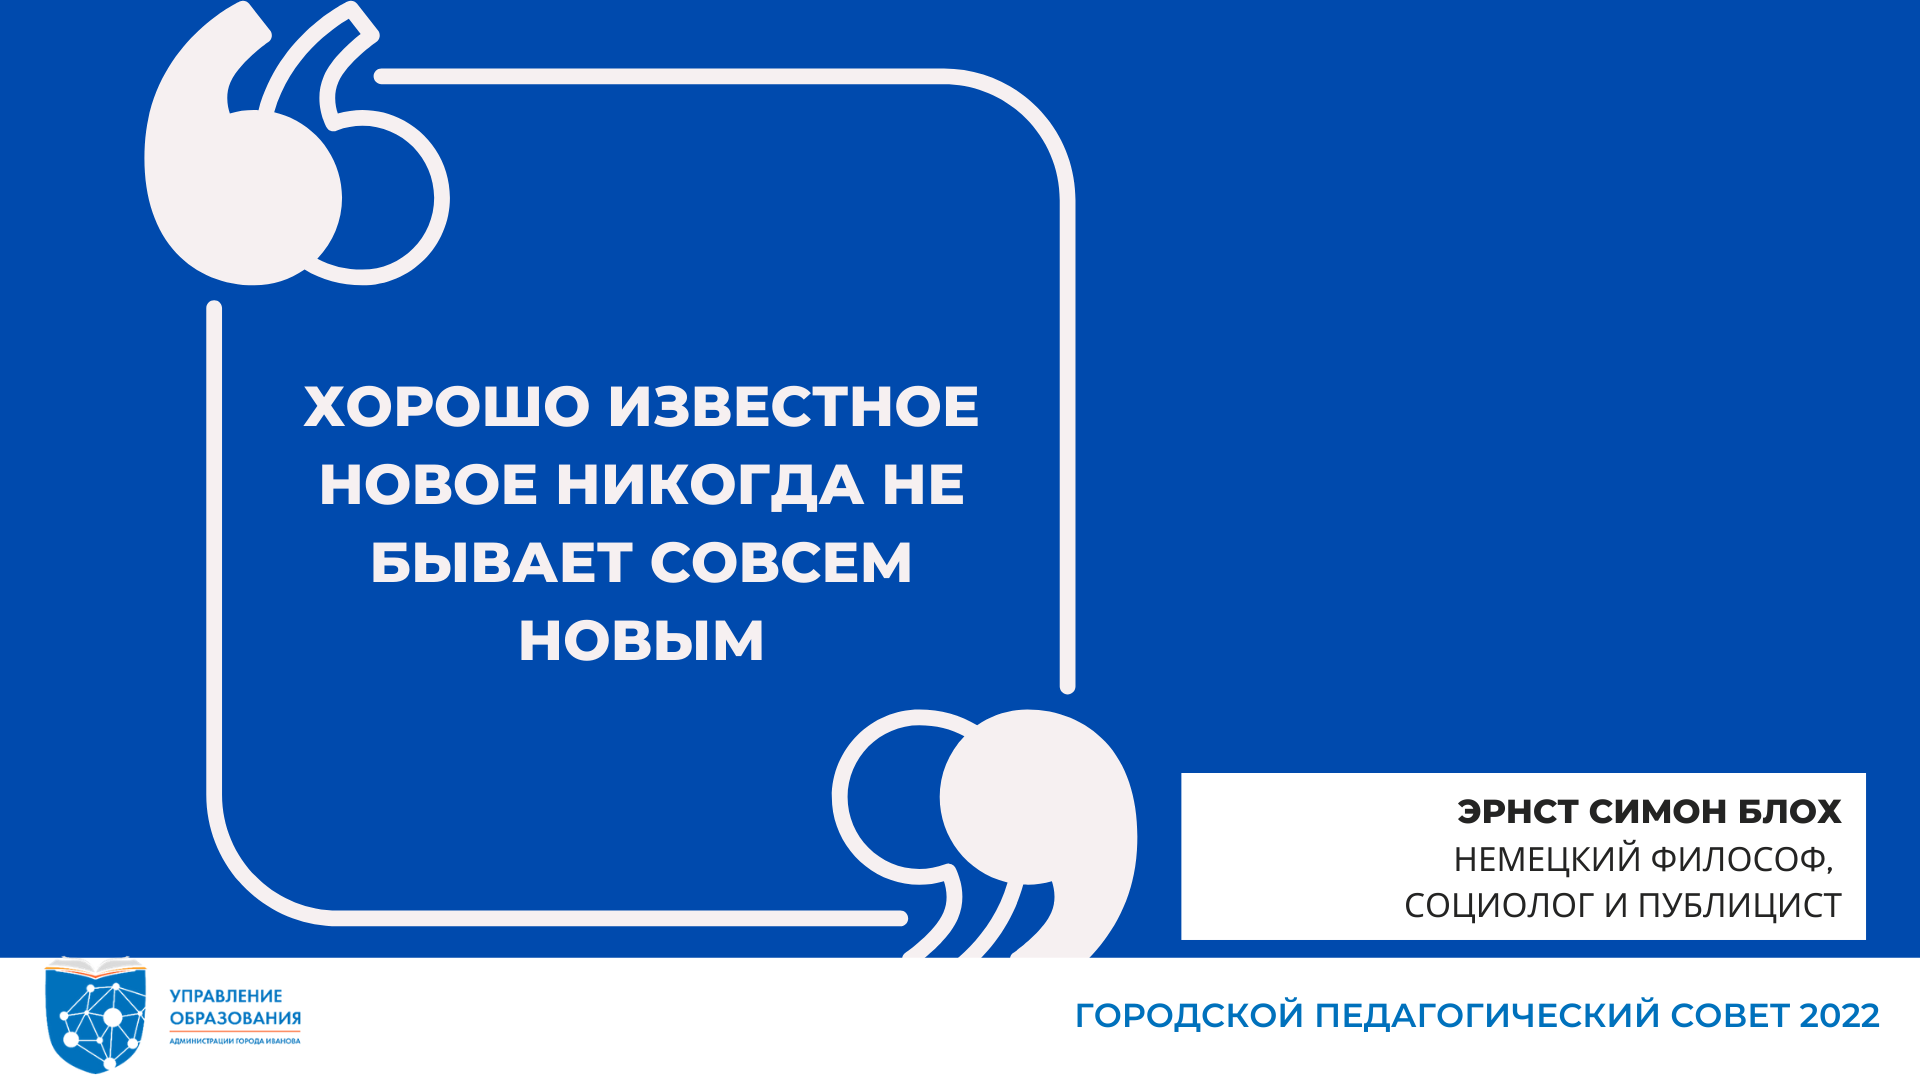 ХОРОШО ИЗВЕСТНОЕ
НОВОЕ НИКОГДА НЕ
БЫВАЕТ СОВСЕМ
НОВЫМ
ЭРНСТ СИМОН БЛОХ
НЕМЕЦКИЙ ФИЛОСОФ,
СОЦИОЛОГ И ПУБЛИЦИСТ
УПРАВЛЕНИЕ
ОБРАЗОВАНИЯ
АДМИНИСТРАЦИИ ГОРОДА ИВАНОВА
ГОРОДСКОЙ ПЕДАГОГИЧЕСКИЙ СОВЕТ 2022